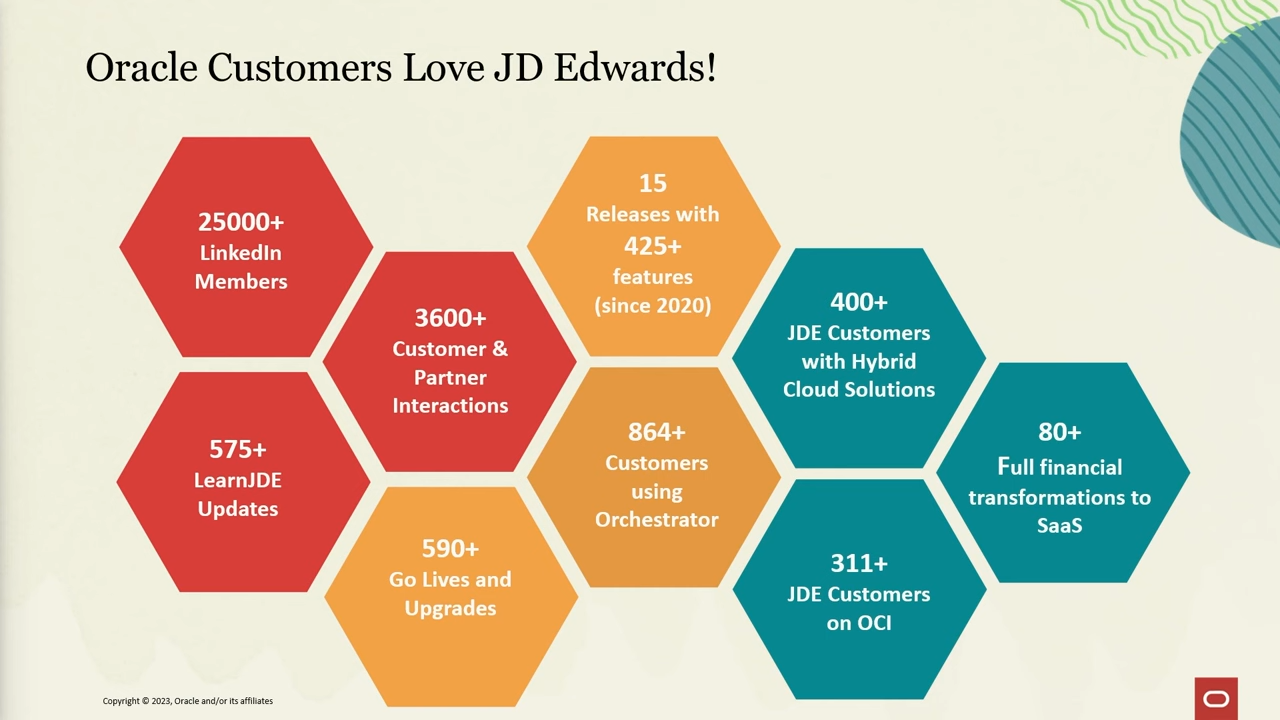 Oracle Customers Love JD Edwards!
25000+
LinkedIn
Members
3600+
Customer &
Partner
Interactions
575+
LearnJDE
Updates
15
Releases with
425+
features
(since 2020)
864+
Customers
using
Orchestrator
590+
Go Lives and
Upgrades
400+
JDE Customers
with Hybrid
Cloud Solutions
311+
JDE Customers
on OCI
80+
Full financial
transformations to
SaaS
Copyright © 2023, Oracle and/or its affiliates